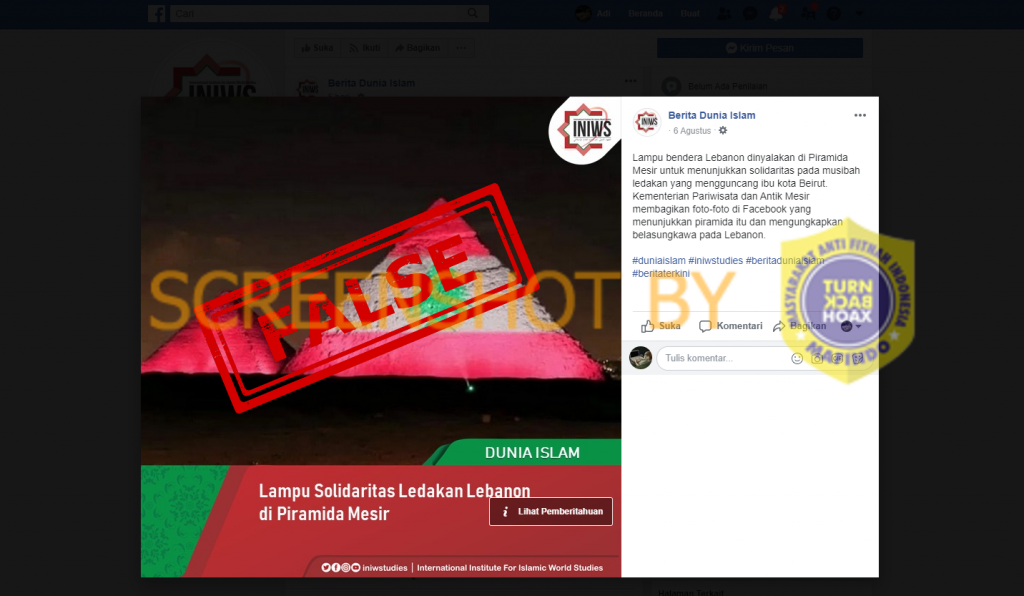 Cari
Adi
Beranda
Buat
Suka
Ikuti
Bagikan
Kirim Pesan
Berita Dunia Islam
INIWS
INIWS
Berita Dunia Islam
6 Agustus
Lampu bendera Lebanon dinyalakan di Piramida
Mesir untuk menunjukkan solidaritas pada musibah
ledakan yang mengguncang ibu kota Beirut.
Kementerian Pariwisata dan Antik Mesir
membagikan foto-foto di Facebook yang
menunjukkan piramida itu dan mengungkapkan
belasungkawa pada Lebanon.
#duniaislam #iniwstudies #beritaduniaislam
#beritaterkini
Suka
Komentari
Bagikan
Tulis komentar...
FALSE
SCREENSHOT BY
MASYARAKAT ANTI FITNAH INDONESIA
TURN
BACK
HOAX
MAFINDO
DUNIA ISLAM
Lampu Solidaritas Ledakan Lebanon
di Piramida Mesir
Lihat Pemberitahuan
iniwstudies | International Institute For Islamic World Studies